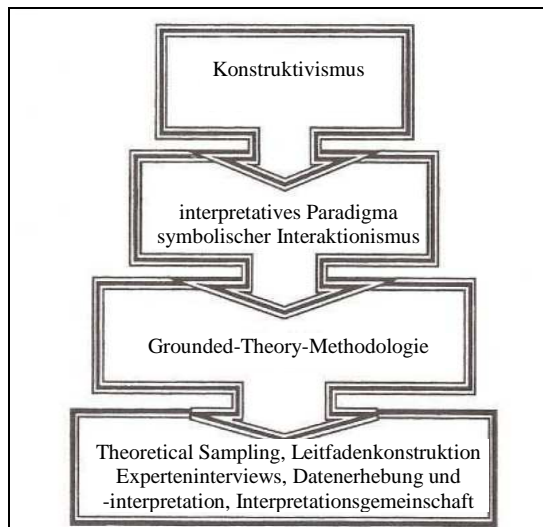 Konstruktivismus
interpretatives Paradigma
symbolischer Interaktionismus
Grounded-Theory-Methodologie
Theoretical Sampling, Leitfadenkonstruktion
Experteninterviews, Datenerhebung und
-interpretation, Interpretationsgemeinschaft